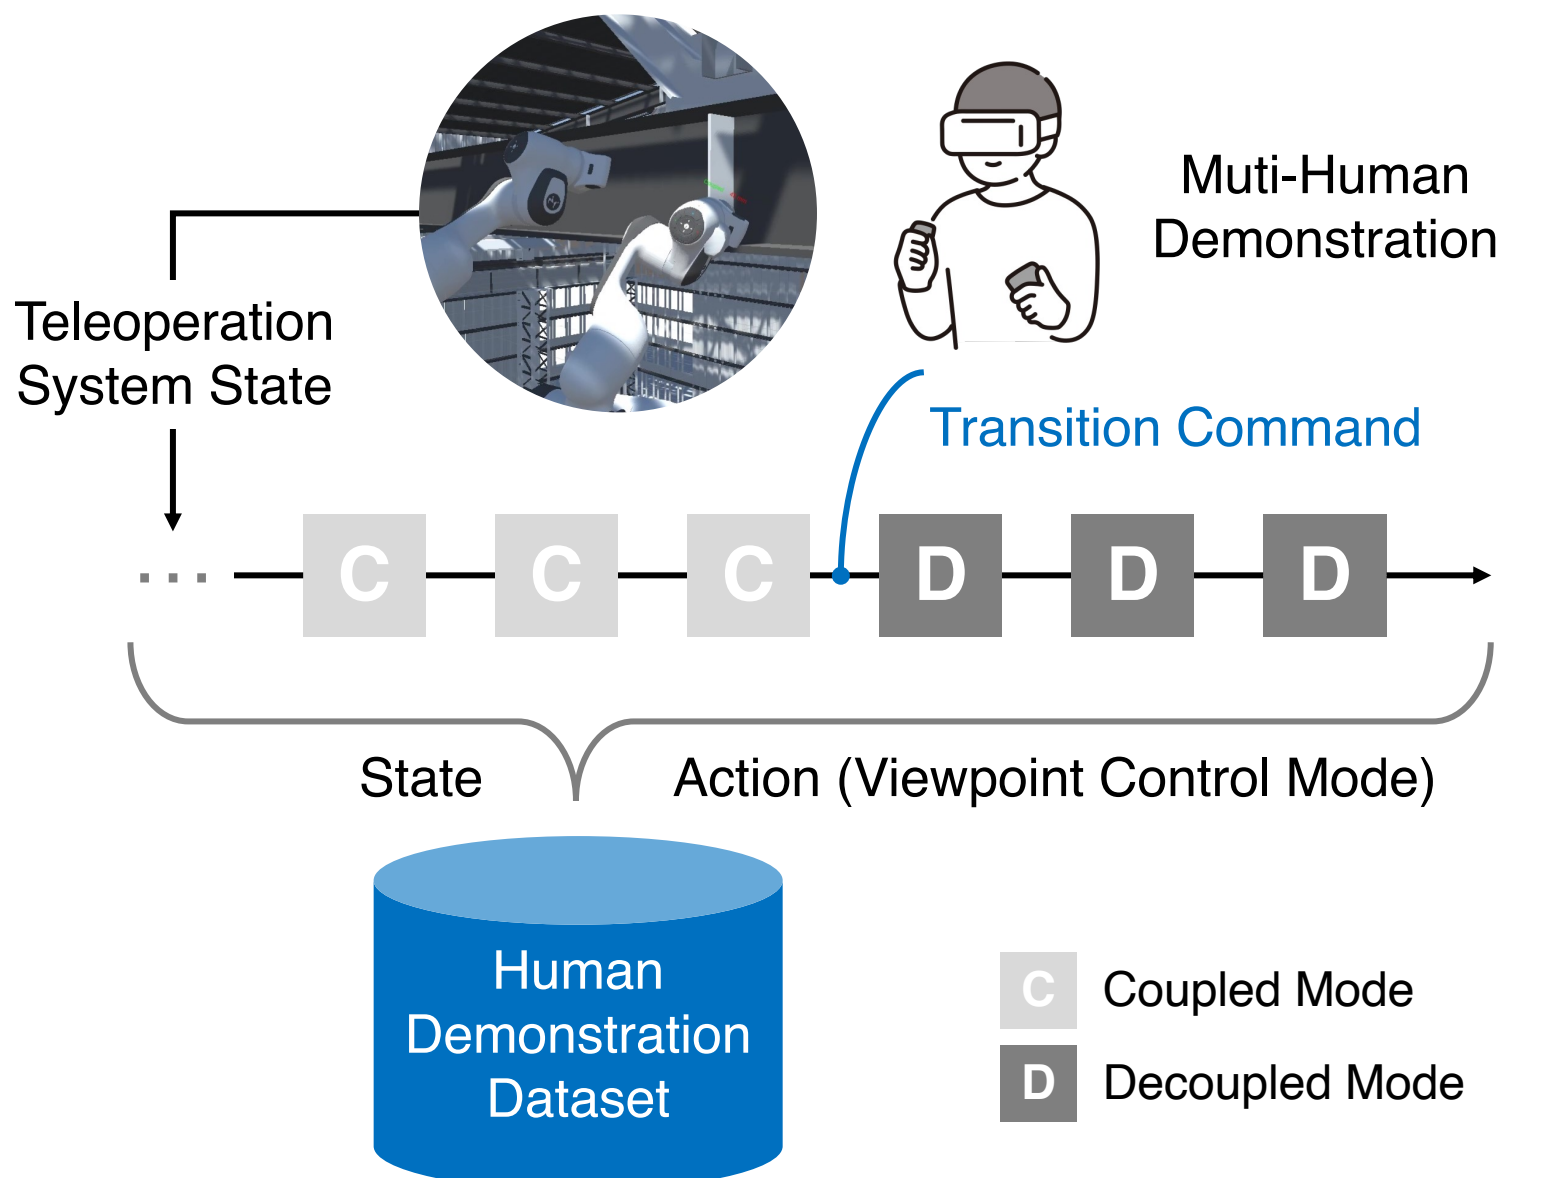 Muti-Human
Demonstration
Teleoperation
System State
Transition Command
... C C C D D D
State Action (Viewpoint Control Mode)
Human
Demonstration
Dataset
C Coupled Mode
D Decoupled Mode